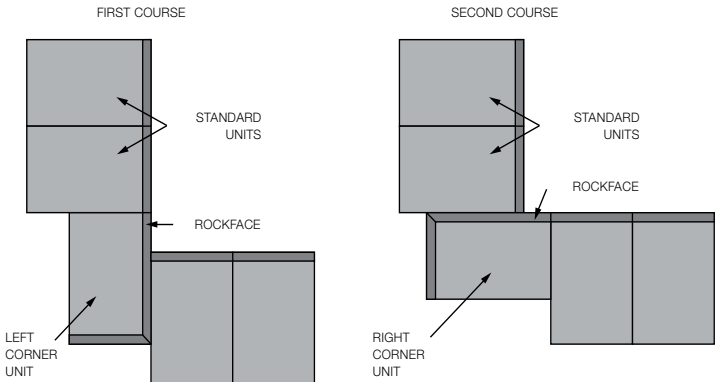 FIRST COURSE
STANDARD
UNITS
ROCKFACE
LEFT
CORNER
UNIT
SECOND COURSE
STANDARD
UNITS
ROCKFACE
RIGHT
CORNER
UNIT